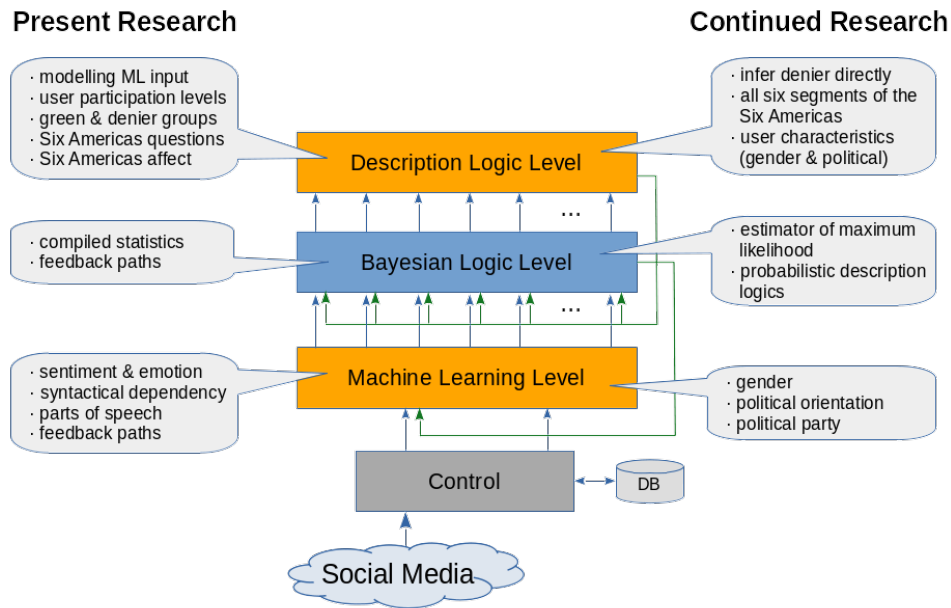 Present Research
Continued Research
· modelling ML input
· user participation levels
· green & denier groups
· Six Americas questions
· Six Americas affect
· infer denier directly
· all six segments of the
Six Americas
· user characteristics
(gender & political)
Description Logic Level
...
· compiled statistics
· feedback paths
Bayesian Logic Level
· estimator of maximum
likelihood
· probabilistic description
logics
...
· sentiment & emotion
· syntactical dependency
· parts of speech
· feedback paths
Machine Learning Level
· gender
· political orientation
· political party
Control
DB
Social Media